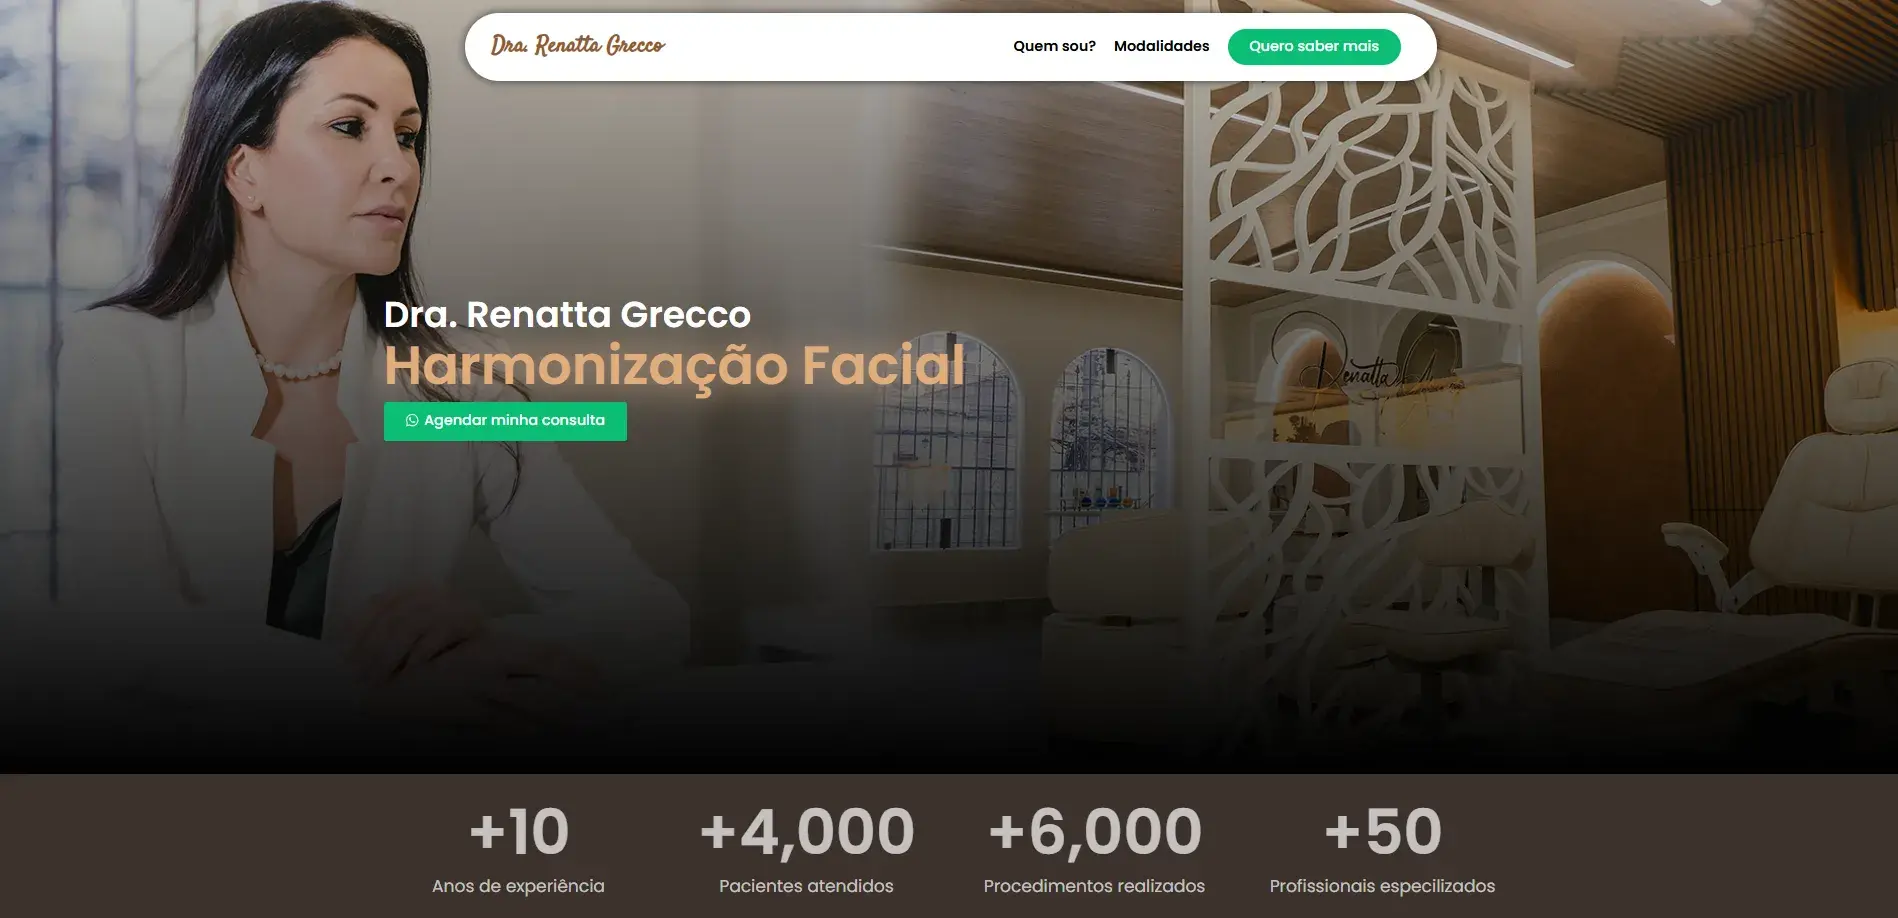 Dra. Renatta Grecco
Quem sou? Modalidades Quero saber mais
Dra. Renatta Grecco
Harmonização Facial
Agendar minha consulta
Renatta
+10 +4,000 +6,000 +50
Anos de experiência Pacientes atendidos Procedimentos realizados Profissionais especilizados